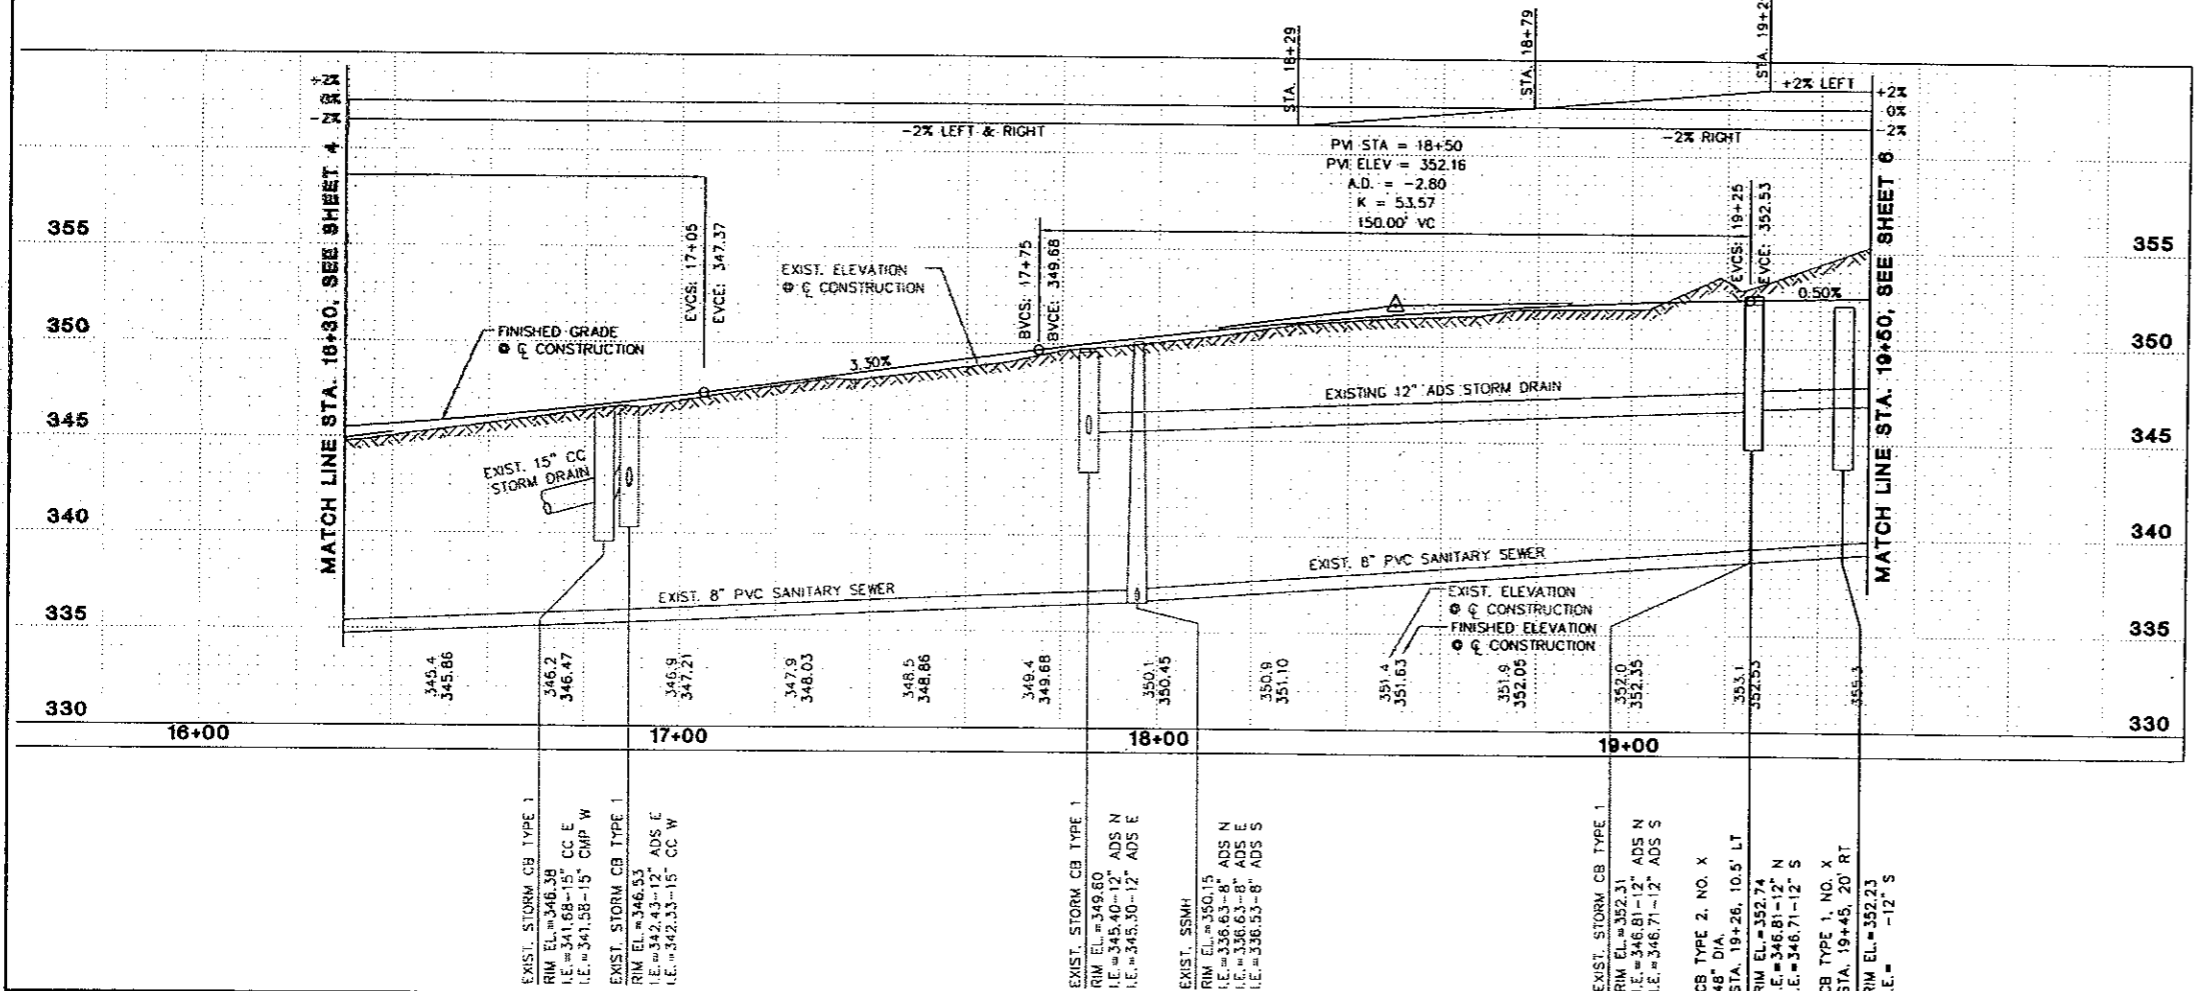 STA. 18+29
STA. 18+79
STA. 19+2
+2%
0%
-2%
-2% LEFT & RIGHT
+2% LEFT
-2% RIGHT
+2%
0%
-2%
MATCH LINE STA. 16+30, SEE SHEET 4
MATCH LINE STA. 19+50, SEE SHEET 6
PVI STA = 18+50
PVI ELEV = 352.16
A.D. = -2.80
K = 53.57
150.00' VC
EVCS: 17+05
EVCE: 347.37
BVCS: 17+75
BVCE: 349.68
EVCS: 19+25
EVCE: 352.53
EXIST. ELEVATION
@ ℄ CONSTRUCTION
FINISHED GRADE
@ ℄ CONSTRUCTION
3.30%
0.50%
EXIST. 15" CC
STORM DRAIN
EXISTING 12" ADS STORM DRAIN
EXIST. 8" PVC SANITARY SEWER
EXIST. 8" PVC SANITARY SEWER
EXIST. ELEVATION
@ ℄ CONSTRUCTION
FINISHED ELEVATION
@ ℄ CONSTRUCTION
355
350
345
340
335
330
355
350
345
340
335
330
345.4
345.86
346.2
346.47
346.9
347.21
347.9
348.03
348.5
348.86
349.4
349.68
350.1
350.45
350.9
351.10
351.4
351.63
351.9
352.05
352.0
352.35
353.1
352.53
355.3
16+00
17+00
18+00
19+00
EXIST. STORM CB TYPE 1
RIM EL.=346.38
I.E.=341.68-15" CC E
I.E.=341.58-15" CMP W
EXIST. STORM CB TYPE 1
RIM EL.=346.53
I.E.=342.43-12" ADS E
I.E.=342.33-15" CC W
EXIST. STORM CB TYPE 1
RIM EL.=349.60
I.E.=345.40-12" ADS N
I.E.=345.30-12" ADS E
EXIST. SSMH
RIM EL.=350.15
I.E.=336.63-8" ADS N
I.E.=336.63-8" ADS E
I.E.=336.53-8" ADS S
EXIST. STORM CB TYPE 1
RIM EL.=352.31
I.E.=346.81-12" ADS N
I.E.=346.71-12" ADS S
CB TYPE 2, NO. X
48" DIA.
STA. 19+26, 10.5' LT
RIM EL.=352.74
I.E.=346.81-12" N
I.E.=346.71-12" S
CB TYPE 1, NO. X
STA. 19+45, 20' RT
RIM EL.=352.23
I.E.= -12" S